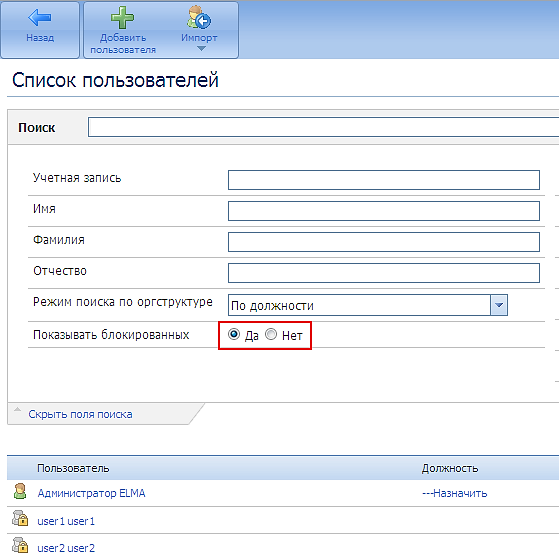 Назад
Добавить пользователя
Импорт
Список пользователей
Поиск
Учетная запись
Имя
Фамилия
Отчество
Режим поиска по оргструктуре По должности
Показывать блокированных Да Нет
Скрыть поля поиска
Пользователь Должность
Администратор ELMA ---Назначить
user1 user1
user2 user2